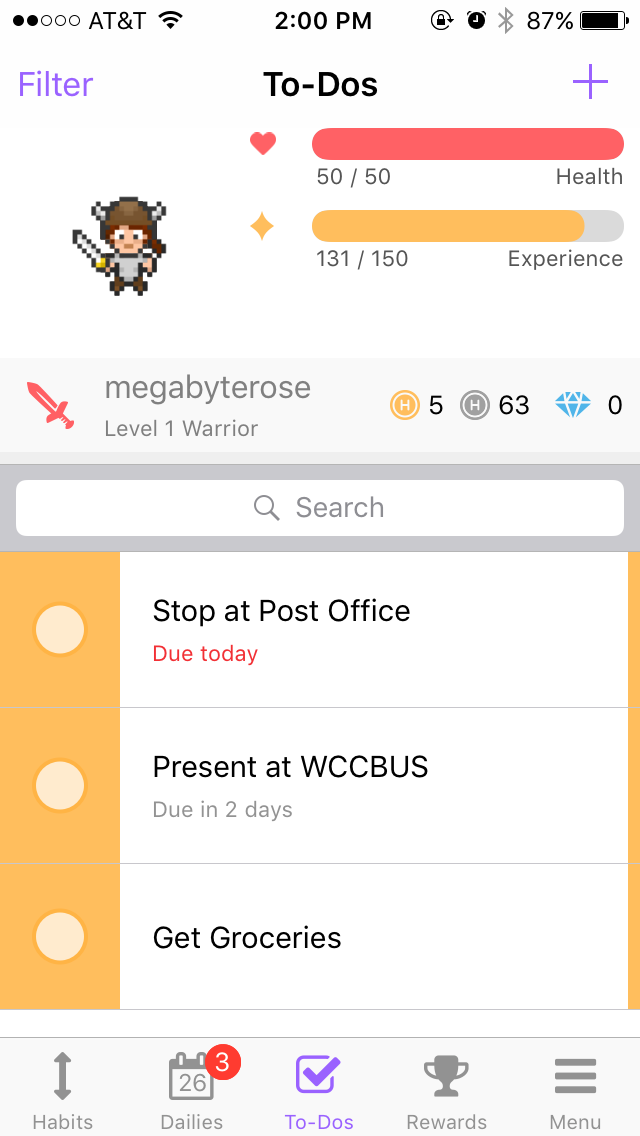 AT&T 2:00 PM 87%
Filter To-Dos
50 / 50 Health
131 / 150 Experience
megabyterose
Level 1 Warrior
H 5 H 63 0
Search
Stop at Post Office
Due today
Present at WCCBUS
Due in 2 days
Get Groceries
26 3
Habits Dailies To-Dos Rewards Menu